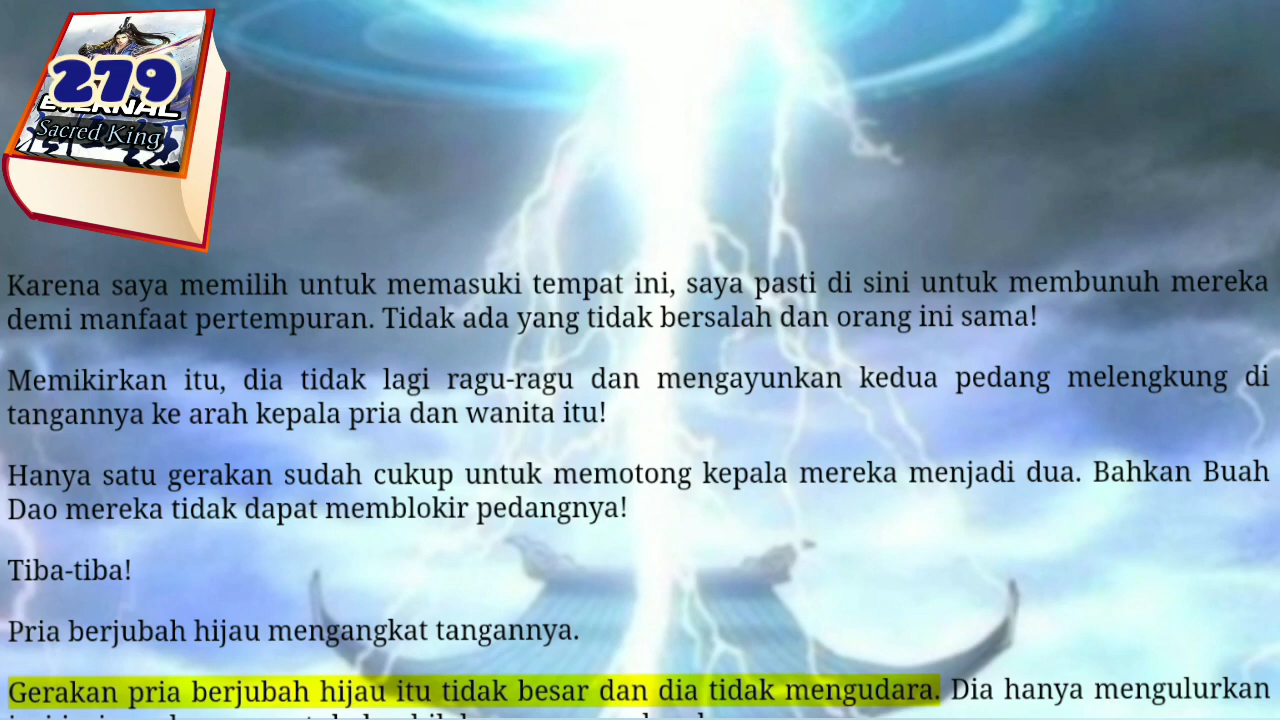 279
ETERNAL
Sacred King
Karena saya memilih untuk memasuki tempat ini, saya pasti di sini untuk membunuh mereka
demi manfaat pertempuran. Tidak ada yang tidak bersalah dan orang ini sama!
Memikirkan itu, dia tidak lagi ragu-ragu dan mengayunkan kedua pedang melengkung di
tangannya ke arah kepala pria dan wanita itu!
Hanya satu gerakan sudah cukup untuk memotong kepala mereka menjadi dua. Bahkan Buah
Dao mereka tidak dapat memblokir pedangnya!
Tiba-tiba!
Pria berjubah hijau mengangkat tangannya.
Gerakan pria berjubah hijau itu tidak besar dan dia tidak mengudara. Dia hanya mengulurkan